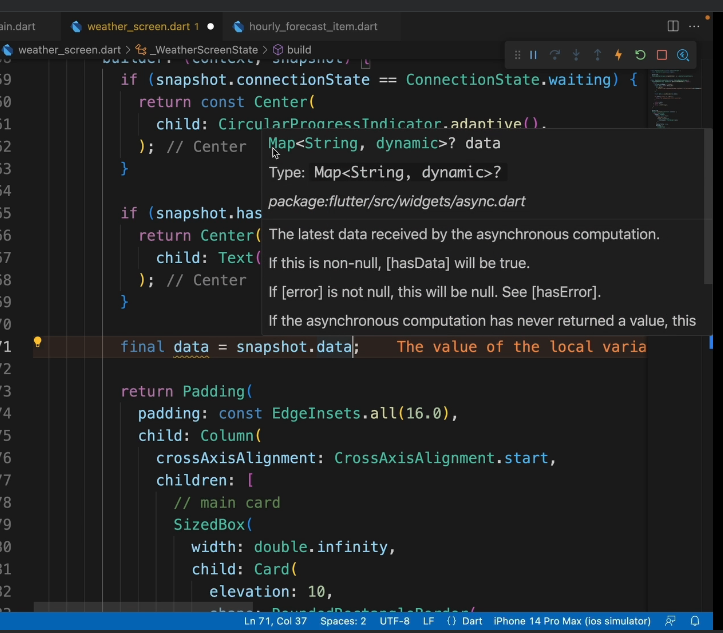 ain.dart weather_screen.dart 1 hourly_forecast_item.dart
weather_screen.dart > _WeatherScreenState > build
59 if (snapshot.connectionState == ConnectionState.waiting) {
60 return const Center(
61 child: CircularProgressIndicator.adaptive(),
62 ); // Center
63 }
64
65 if (snapshot.has
66 return Center(
67 child: Text(
68 ); // Center
69 }
70
Map<String, dynamic>? data
Type: Map<String, dynamic>?
package:flutter/src/widgets/async.dart
The latest data received by the asynchronous computation.
If this is non-null, [hasData] will be true.
If [error] is not null, this will be null. See [hasError].
If the asynchronous computation has never returned a value, this
71 final data = snapshot.data; The value of the local varia
72
73 return Padding(
74 padding: const EdgeInsets.all(16.0),
75 child: Column(
76 crossAxisAlignment: CrossAxisAlignment.start,
77 children: [
78 // main card
79 SizedBox(
80 width: double.infinity,
81 child: Card(
82 elevation: 10,
Ln 71, Col 37 Spaces: 2 UTF-8 LF {} Dart iPhone 14 Pro Max (ios simulator)